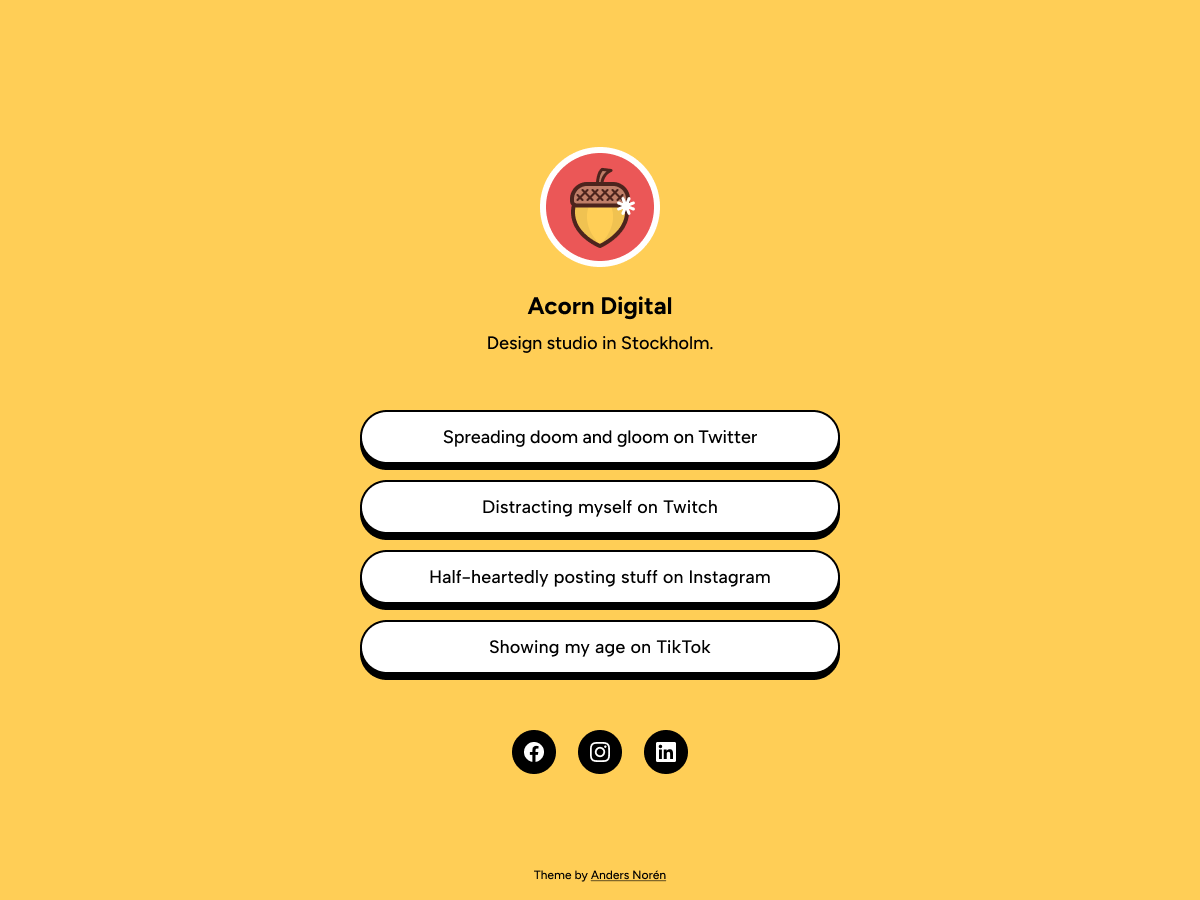 Acorn Digital
Design studio in Stockholm.
Spreading doom and gloom on Twitter
Distracting myself on Twitch
Half-heartedly posting stuff on Instagram
Showing my age on TikTok
Theme by Anders Norén